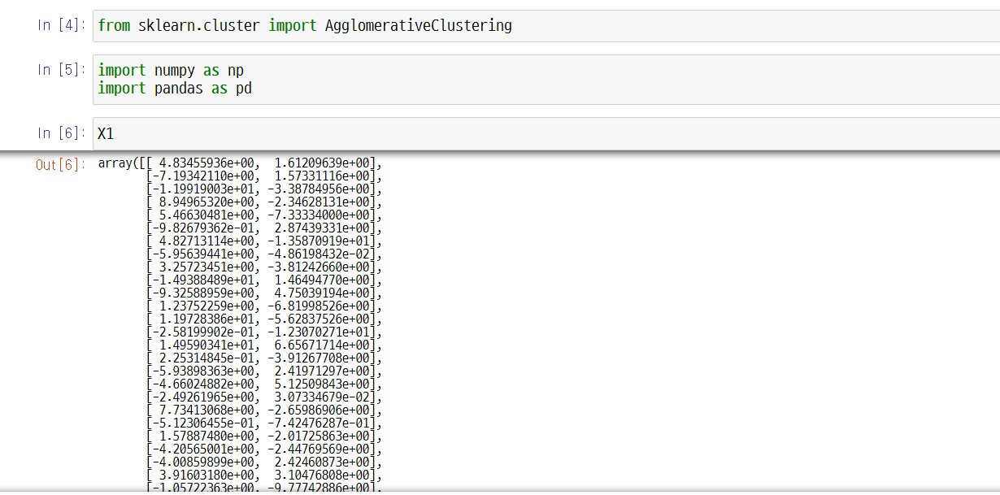 In [4]: from sklearn.cluster import AgglomerativeClustering
In [5]: import numpy as np
import pandas as pd
In [6]: X1
Out[6]: array([[ 4.83455936e+00,  1.61209639e+00],
[-7.19342110e+00,  1.57331116e+00],
[-1.19919003e+01, -3.38784956e+00],
[ 8.94965320e+00, -2.34628131e+00],
[ 5.46630481e+00, -7.33334000e+00],
[-9.82679362e-01,  2.87439331e+00],
[ 4.82713114e+00, -1.35870919e+01],
[-5.95639441e+00, -4.86198432e-02],
[ 3.25723451e+00, -3.81242660e+00],
[-1.49388489e+01,  1.46494770e+00],
[-9.32588959e+00,  4.75039194e+00],
[ 1.23752259e+00, -6.81998526e+00],
[ 1.19728386e+01, -5.62837526e+00],
[-2.58199902e-01, -1.23070271e+01],
[ 1.49590341e+01,  6.65671714e+00],
[ 2.25314845e-01, -3.91267708e+00],
[-5.93898363e+00,  2.41971297e+00],
[-4.66024882e+00,  5.12509843e+00],
[-2.49261965e+00,  3.07334679e-02],
[ 7.73413068e+00, -2.65986906e+00],
[-5.12306455e-01, -7.42476287e-01],
[ 1.57887480e+00, -2.01725863e+00],
[-4.20565001e+00, -2.44769569e+00],
[-4.00859899e+00,  2.42460873e+00],
[ 3.91603180e+00,  3.10476808e+00],
[-1.05722363e+00, -9.77742886e+00],